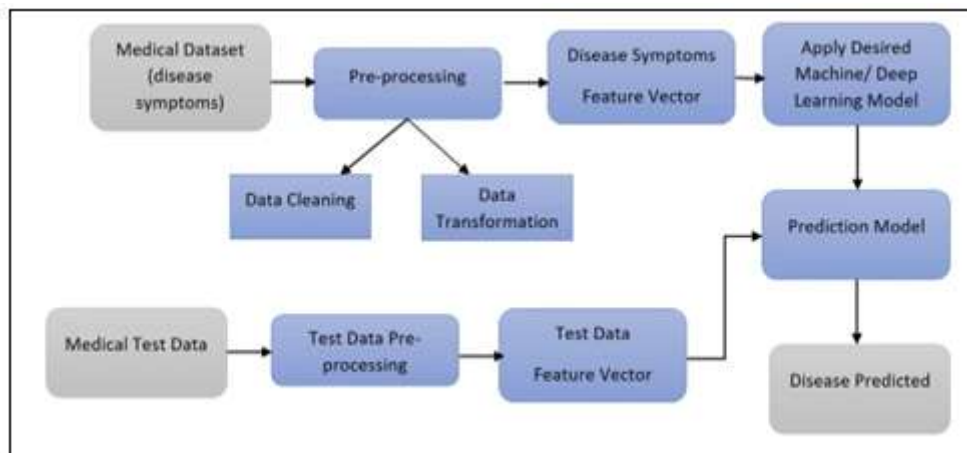 Medical Dataset
(disease
symptoms)
Pre-processing
Disease Symptoms
Feature Vector
Apply Desired
Machine/ Deep
Learning Model
Data Cleaning
Data
Transformation
Prediction Model
Medical Test Data
Test Data Pre-
processing
Test Data
Feature Vector
Disease Predicted